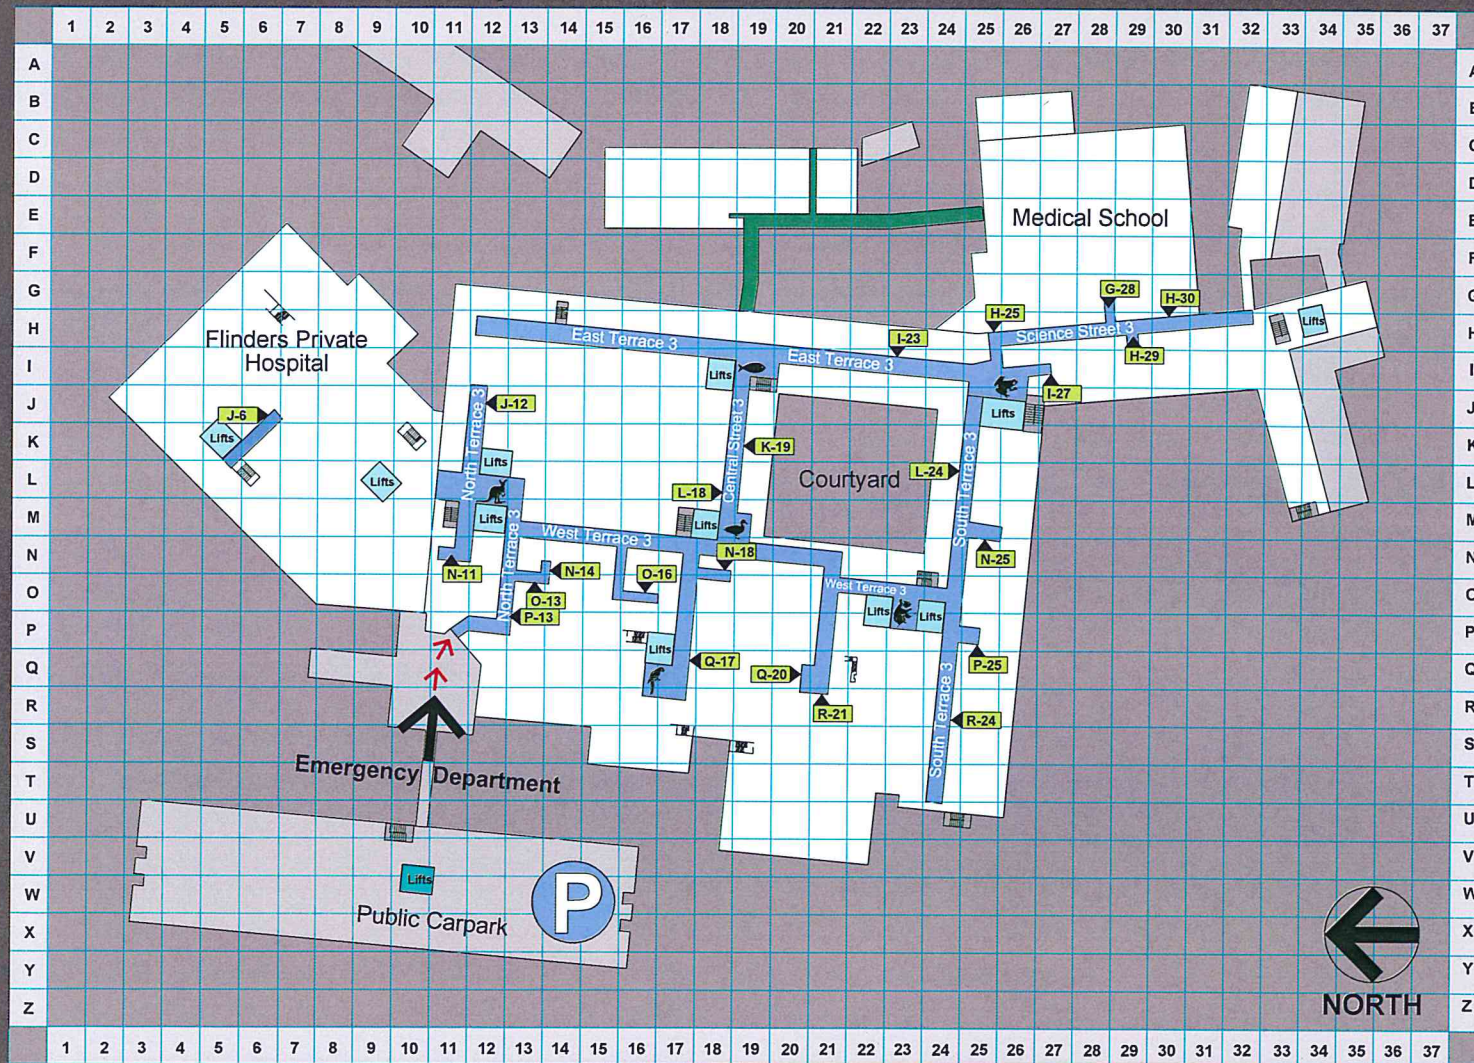 1 2 3 4 5 6 7 8 9 10 11 12 13 14 15 16 17 18 19 20 21 22 23 24 25 26 27 28 29 30 31 32 33 34 35 36 37
A
B
C
D
E
F
G
H
I
J
K
L
M
N
O
P
Q
R
S
T
U
V
W
X
Y
Z
Medical School
G-28
H-30
H-25
Science Street 3
Lifts
H-29
Flinders Private
Hospital
East Terrace 3
I-23
East Terrace 3
Lifts
I-27
Lifts
J-6
Lifts
J-12
Lifts
North Terrace 3
Lifts
Lifts
K-19
Central Street 3
L-18
Courtyard
L-24
South Terrace 3
Lifts
North Terrace 3
West Terrace 3
N-18
N-25
N-11
N-14
O-16
O-13
P-13
West Terrace 3
Lifts
Lifts
Lifts
P-25
Q-17
Q-20
R-21
R-24
South Terrace 3
Emergency Department
Lifts
P
Public Carpark
NORTH
A
E
C
D
E
F
H
I
J
K
L
M
N
P
Q
R
S
T
U
V
W
X
Y
Z
1 2 3 4 5 6 7 8 9 10 11 12 13 14 15 16 17 18 19 20 21 22 23 24 25 26 27 28 29 30 31 32 33 34 35 36 37